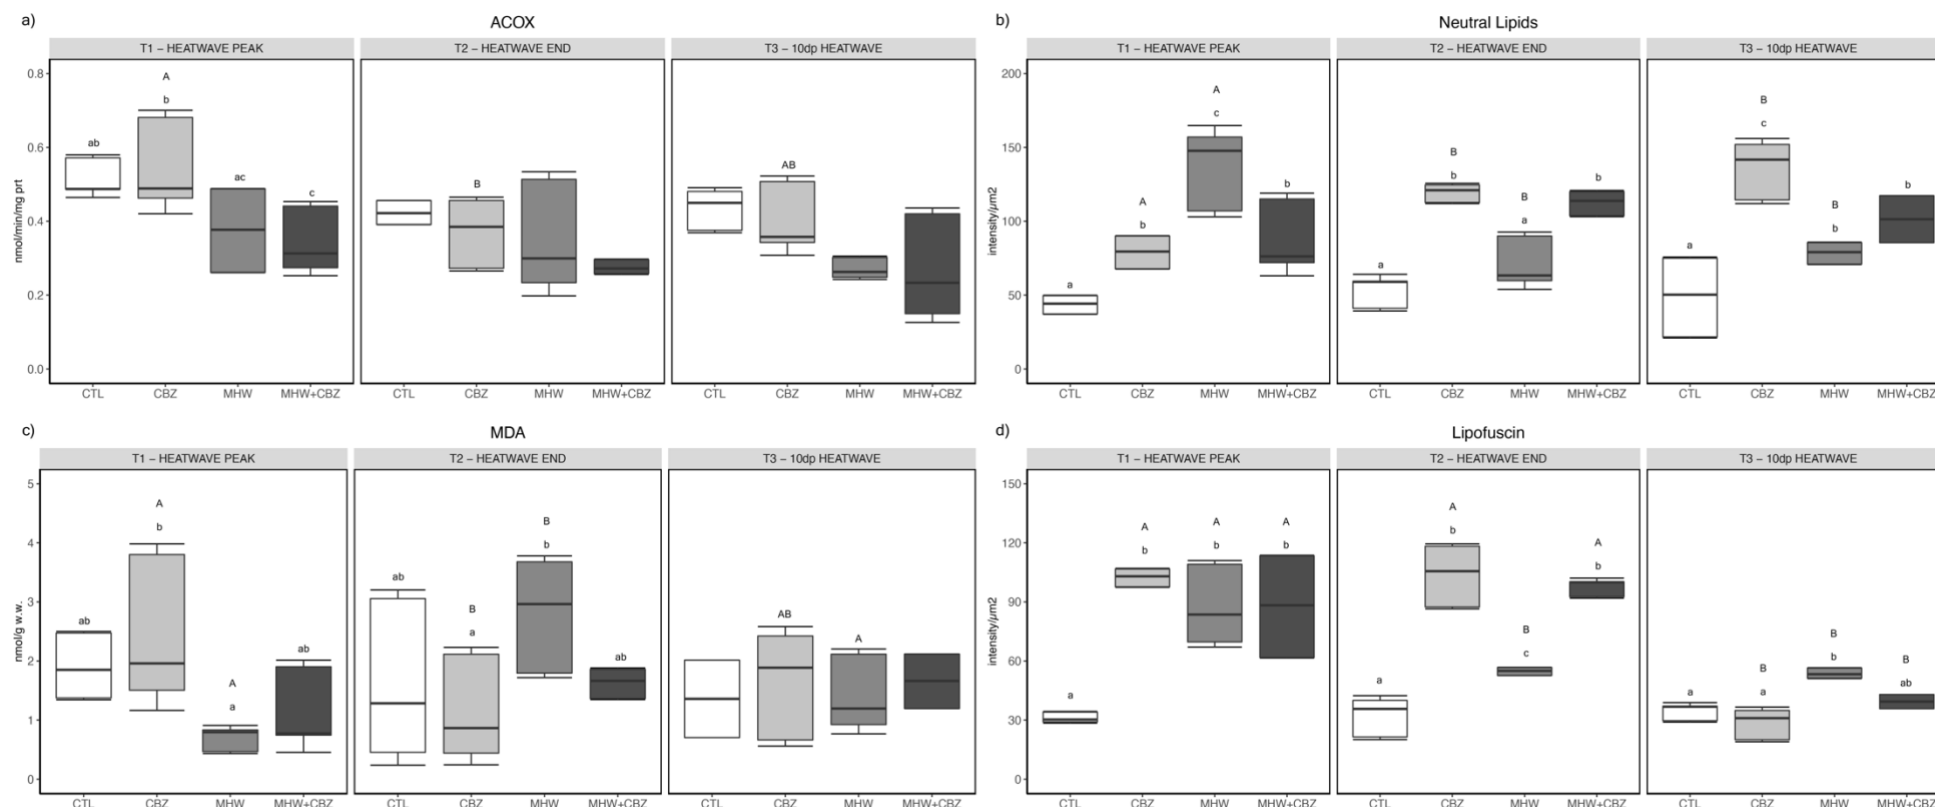 a)
ACOX
T1 – HEATWAVE PEAK
T2 – HEATWAVE END
T3 – 10dp HEATWAVE
nmol/min/mg prt
0.8
0.6
0.4
0.2
0.0
A
b
ab
ac
c
B
AB
CTL CBZ MHW MHW+CBZ
CTL CBZ MHW MHW+CBZ
CTL CBZ MHW MHW+CBZ
b)
Neutral Lipids
T1 – HEATWAVE PEAK
T2 – HEATWAVE END
T3 – 10dp HEATWAVE
intensity/µm2
200
150
100
50
0
a
A
b
A
c
b
a
B
b
B
a
b
a
B
c
B
b
b
CTL CBZ MHW MHW+CBZ
CTL CBZ MHW MHW+CBZ
CTL CBZ MHW MHW+CBZ
c)
MDA
T1 – HEATWAVE PEAK
T2 – HEATWAVE END
T3 – 10dp HEATWAVE
nmol/g w.w.
5
4
3
2
1
0
ab
A
b
A
a
ab
ab
B
a
B
b
ab
AB
A
CTL CBZ MHW MHW+CBZ
CTL CBZ MHW MHW+CBZ
CTL CBZ MHW MHW+CBZ
d)
Lipofuscin
T1 – HEATWAVE PEAK
T2 – HEATWAVE END
T3 – 10dp HEATWAVE
intensity/µm2
150
120
90
60
30
0
a
A
b
A
b
A
b
a
A
b
B
c
A
b
a
B
a
B
b
B
ab
CTL CBZ MHW MHW+CBZ
CTL CBZ MHW MHW+CBZ
CTL CBZ MHW MHW+CBZ